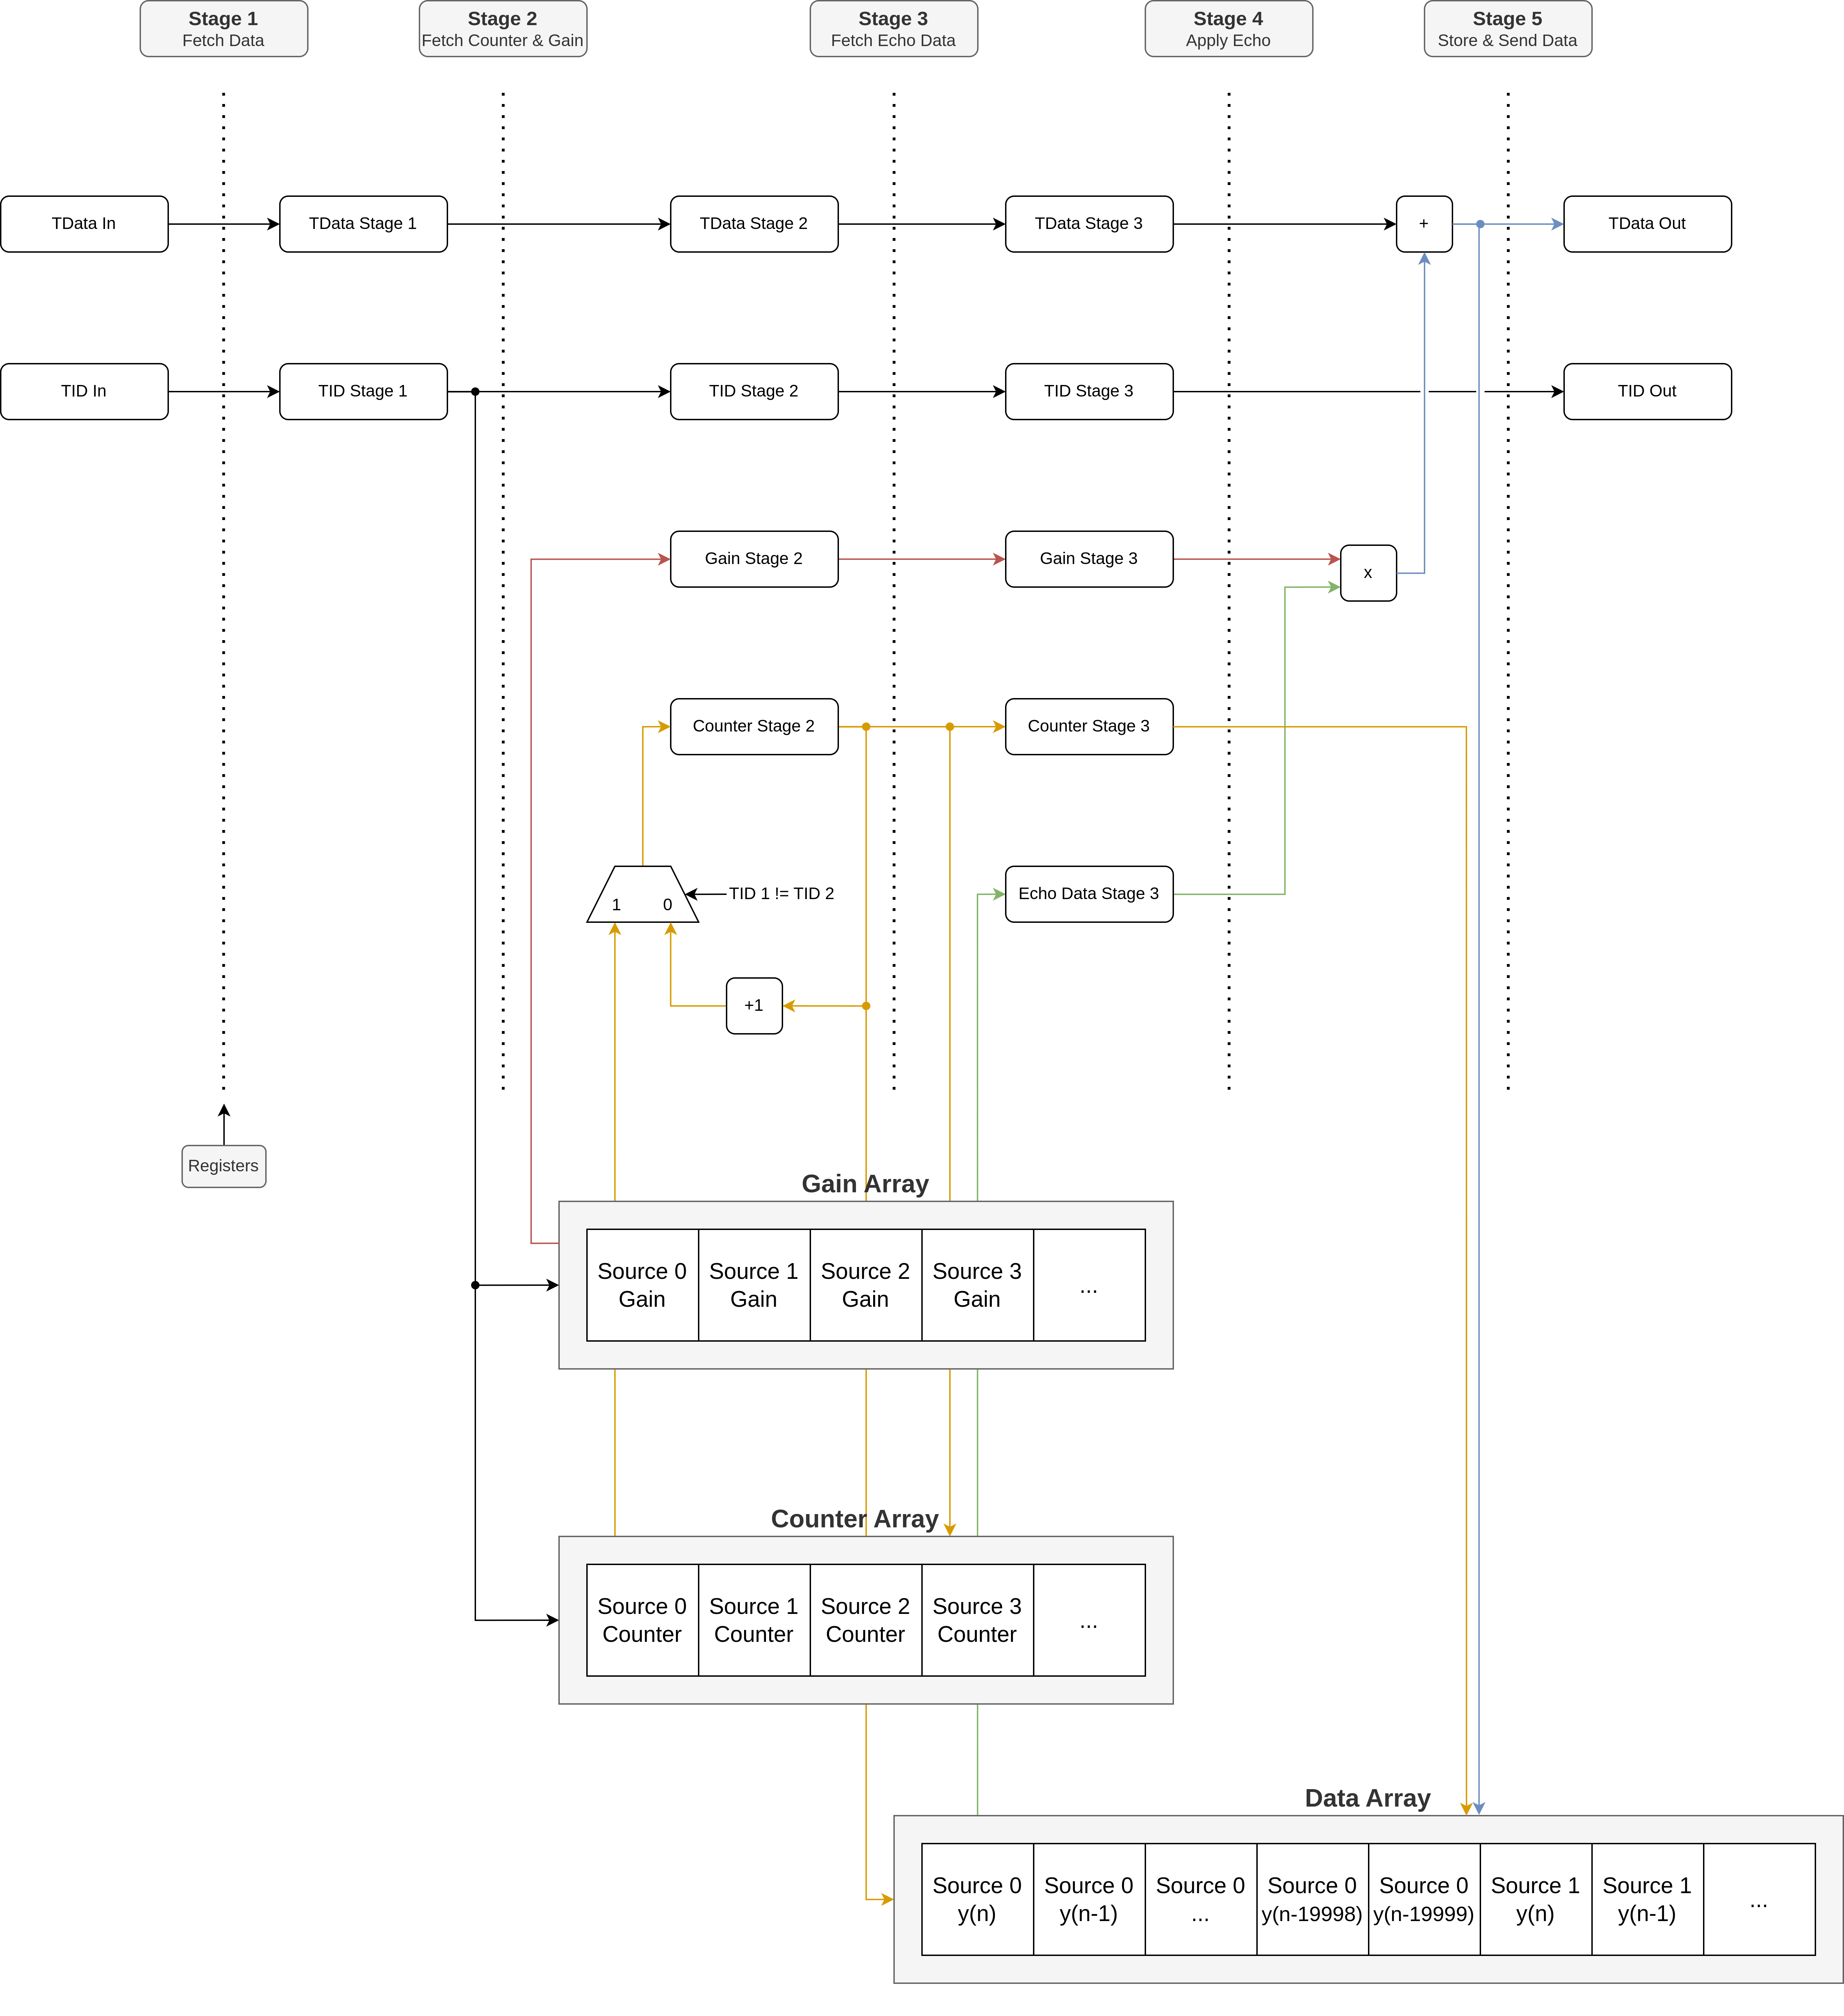 Stage 1
Fetch Data
Stage 2
Fetch Counter & Gain
Stage 3
Fetch Echo Data
Stage 4
Apply Echo
Stage 5
Store & Send Data
TData In
TData Stage 1
TData Stage 2
TData Stage 3
+
TData Out
TID In
TID Stage 1
TID Stage 2
TID Stage 3
TID Out
Gain Stage 2
Gain Stage 3
x
Counter Stage 2
Counter Stage 3
1
0
TID 1 != TID 2
Echo Data Stage 3
+1
Registers
Gain Array
Source 0
Gain
Source 1
Gain
Source 2
Gain
Source 3
Gain
...
Counter Array
Source 0
Counter
Source 1
Counter
Source 2
Counter
Source 3
Counter
...
Data Array
Source 0
y(n)
Source 0
y(n-1)
Source 0
...
Source 0
y(n-19998)
Source 0
y(n-19999)
Source 1
y(n)
Source 1
y(n-1)
...